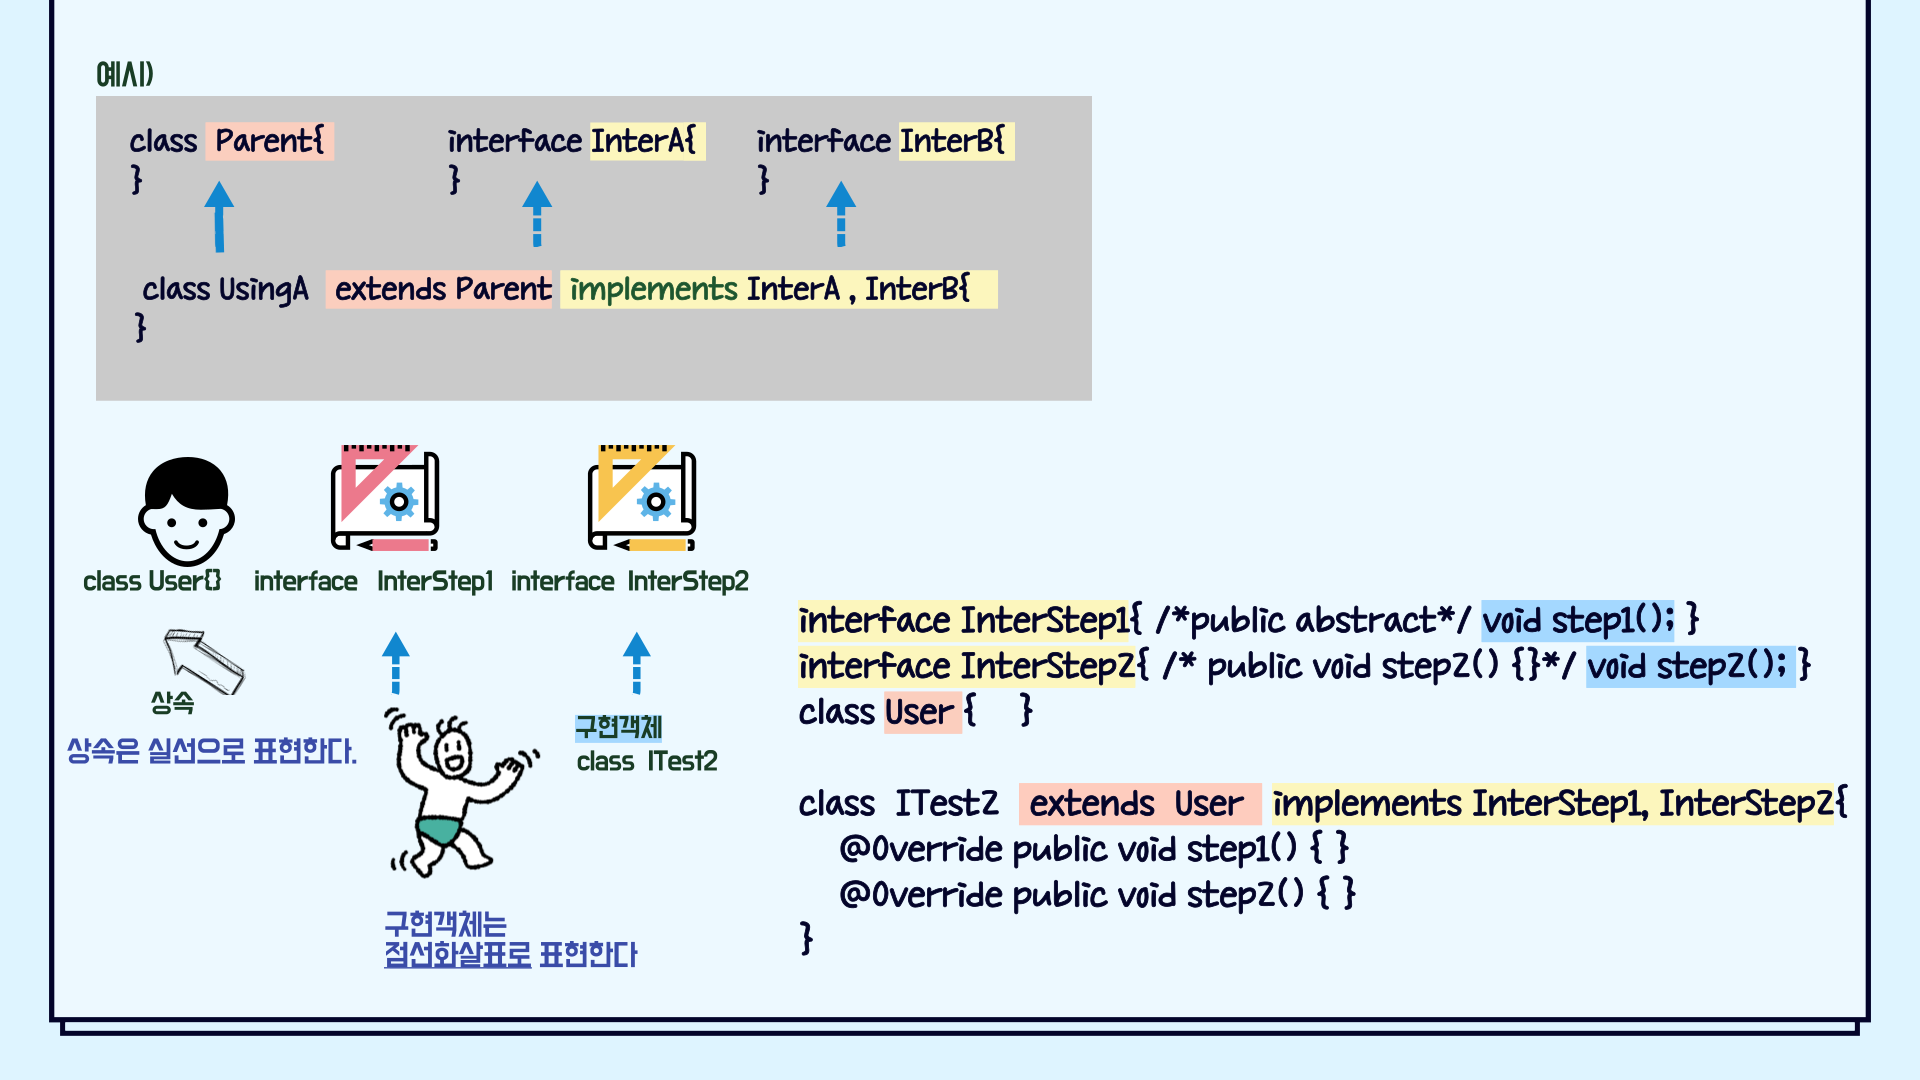 예시)
class Parent{
}
interface InterA{
}
interface InterB{
}
class UsingA extends Parent implements InterA , InterB{
}
class User{}
interface InterStep1
interface InterStep2
상속
상속은 실선으로 표현한다.
구현객체
class ITest2
구현객체는
점선화살표로 표현한다
interface InterStep1{ /*public abstract*/ void step1(); }
interface InterStep2{ /* public void step2() {}*/ void step2(); }
class User { }
class ITest2 extends User implements InterStep1, InterStep2{
@Override public void step1() { }
@Override public void step2() { }
}